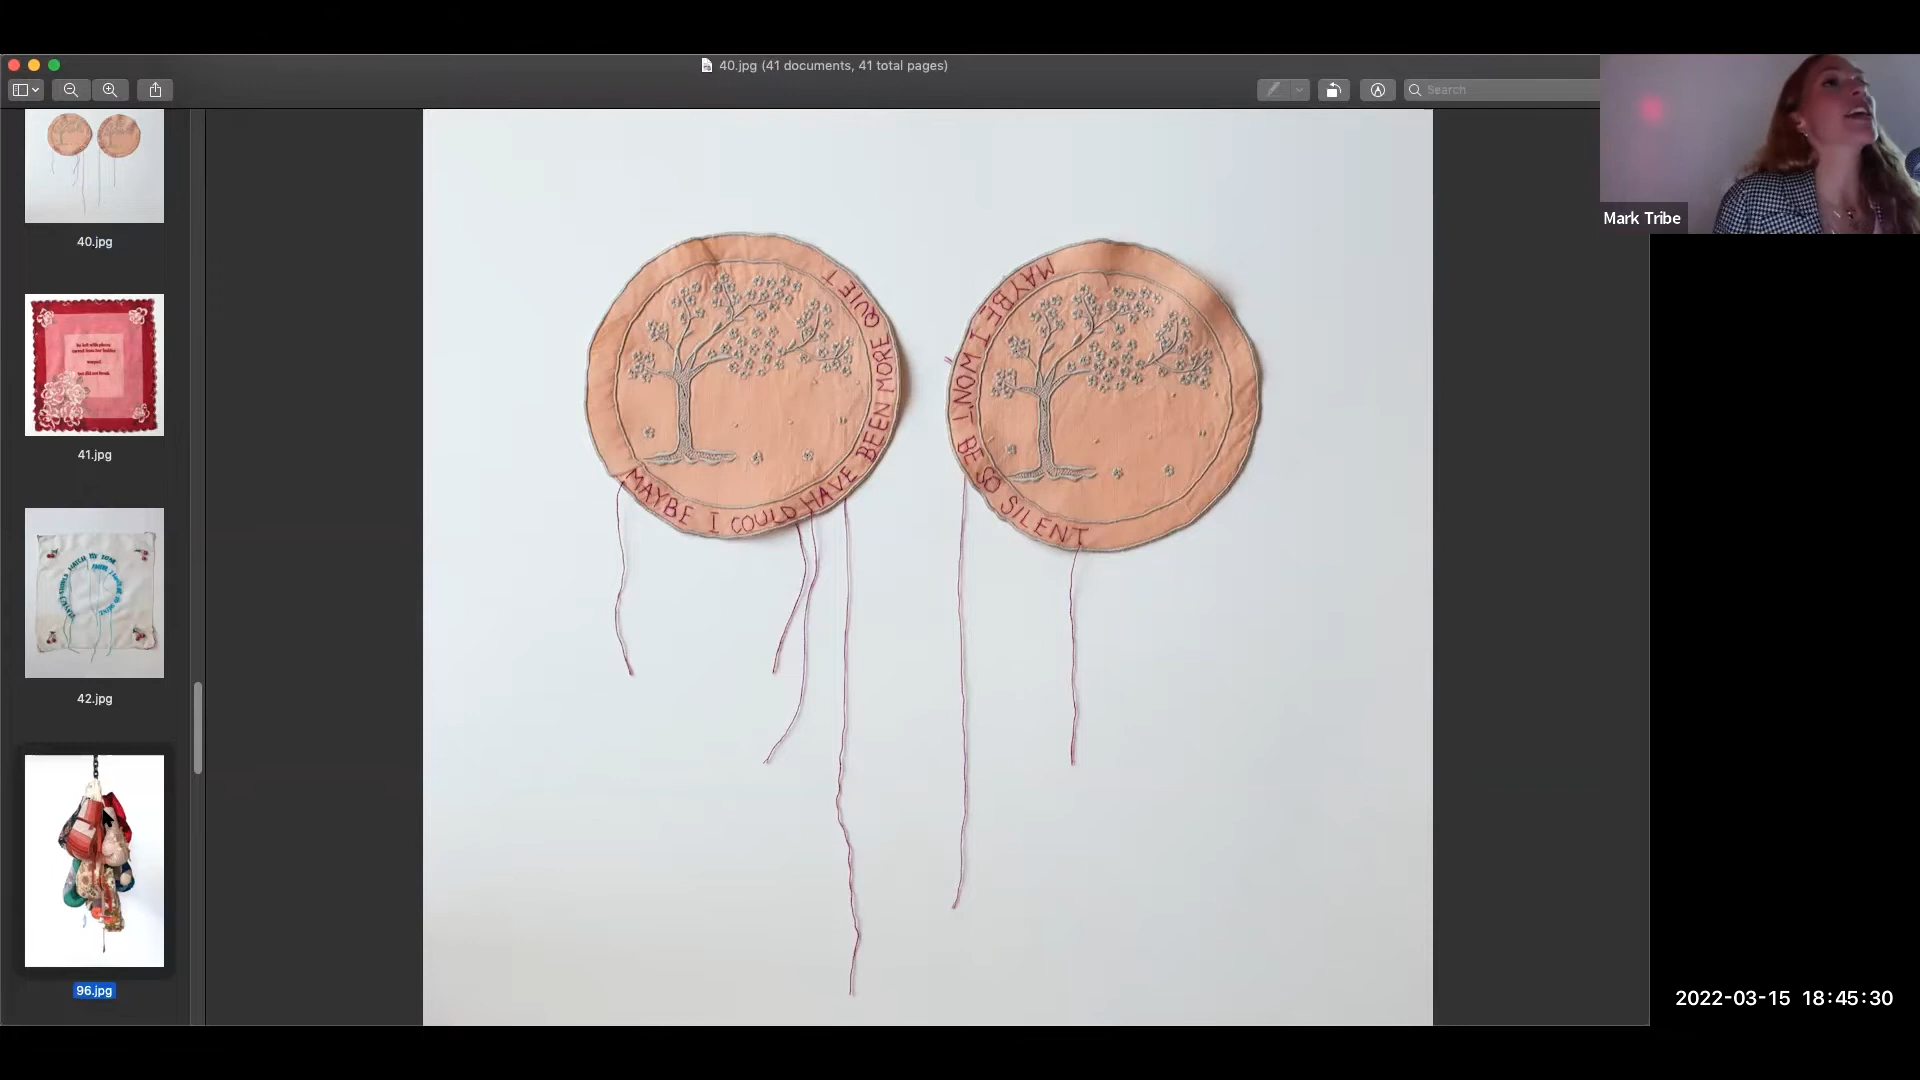 40.jpg (41 documents, 41 total pages)
Search
Mark Tribe
40.jpg
41.jpg
42.jpg
96.jpg
MAYBE I COULD HAVE BEEN MORE QUIET
MAYBE I WON'T BE SO SILENT
2022-03-15 18:45:30